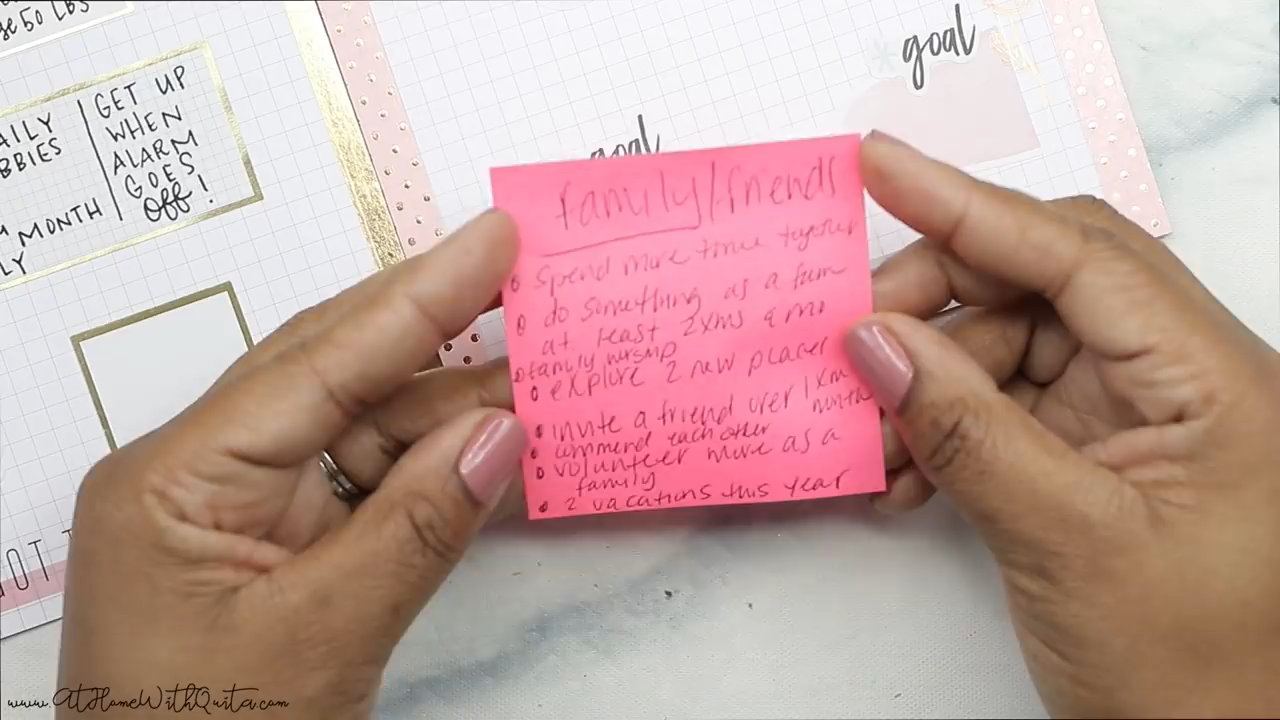 se 50 LBS
AILY
BBIES
MONTH
LY
GET UP
WHEN
ALARM
GOES
OFF!
OT
goal
goal
family/friends
spend more time together
do something as a fam
at least 2xms a mo
family worship
explore 2 new places
invite a friend over 1xm
month
commend each other
volunteer more as a
family
2 vacations this year
www.AtHomeWithQuita.com